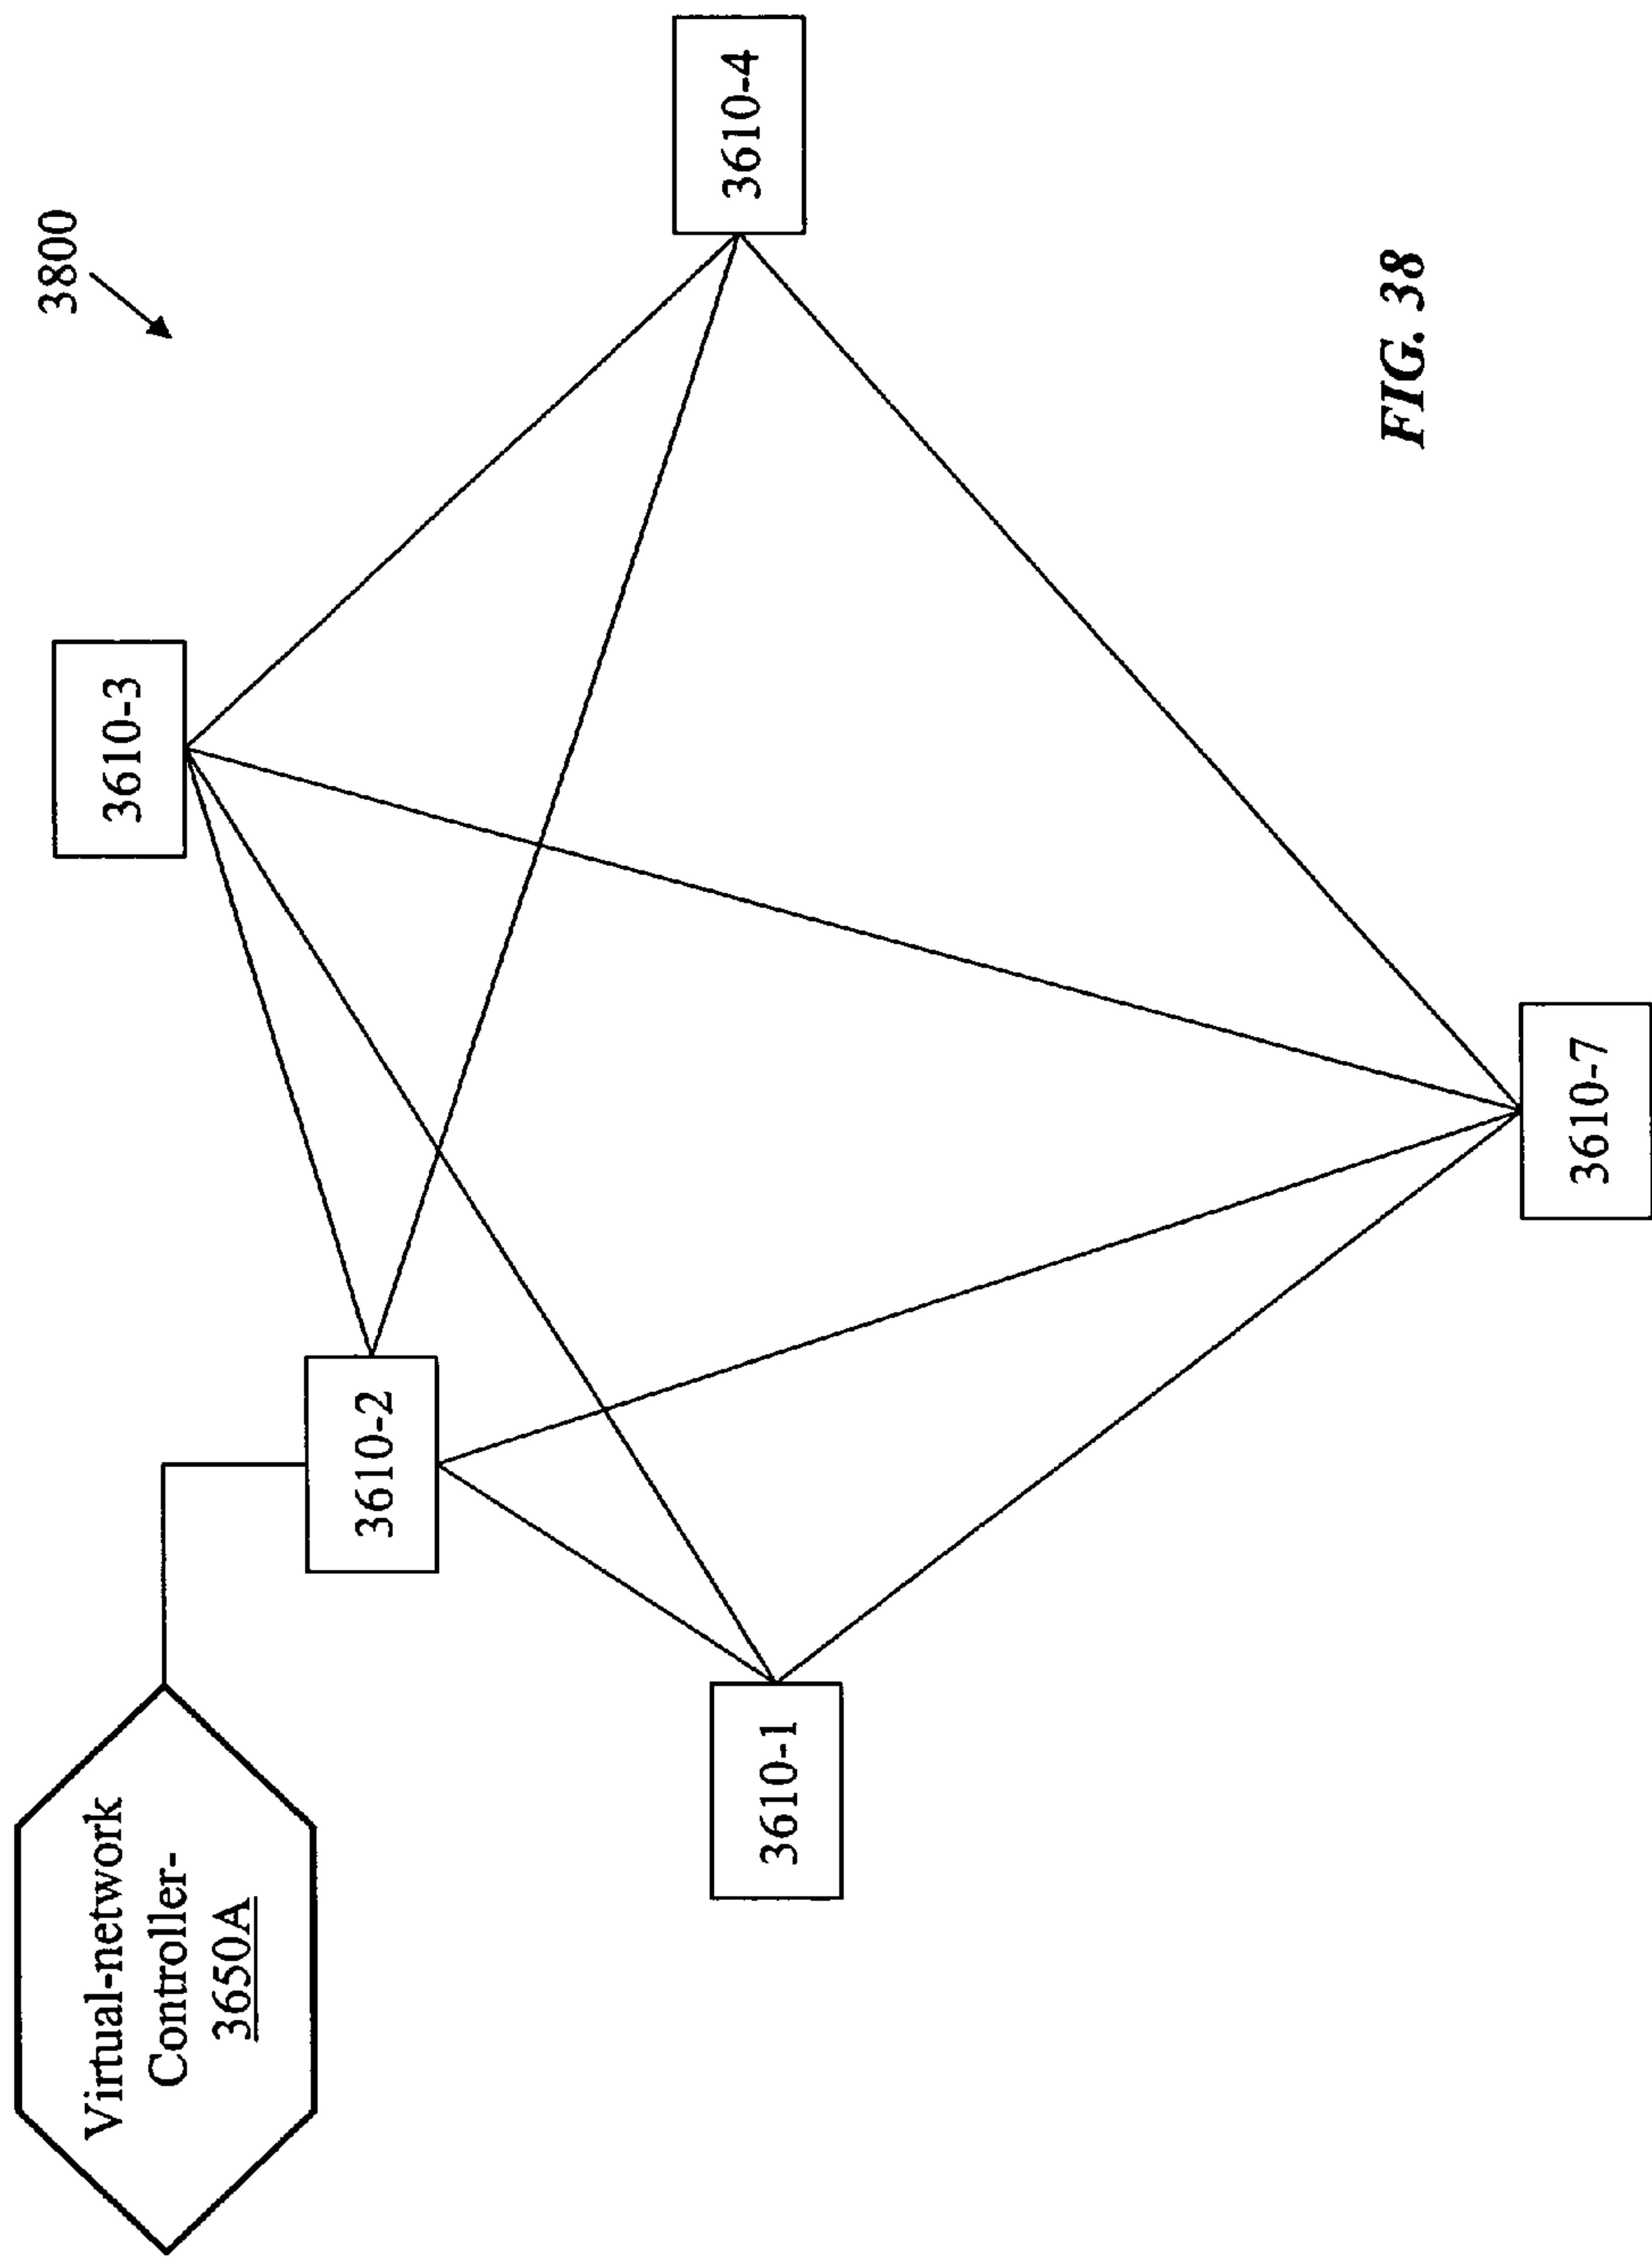 Virtual-network
Controller-
3650A
3610-2
3610-3
3800
3610-1
3610-4
3610-7
FIG. 38